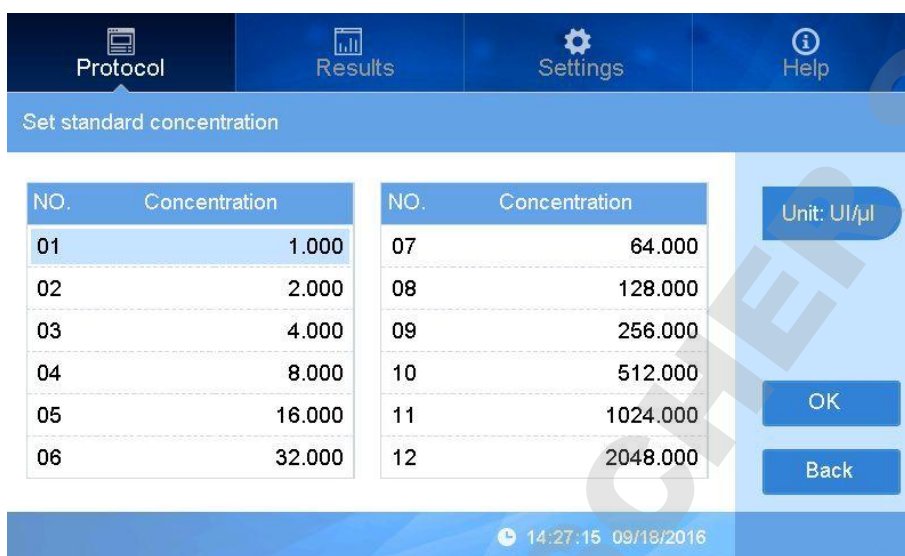 Protocol Results Settings Help
Set standard concentration
NO. Concentration NO. Concentration
Unit: UI/µl
01 1.000 07 64.000
02 2.000 08 128.000
03 4.000 09 256.000
04 8.000 10 512.000
05 16.000 11 1024.000
OK
06 32.000 12 2048.000
Back
14:27:15 09/18/2016